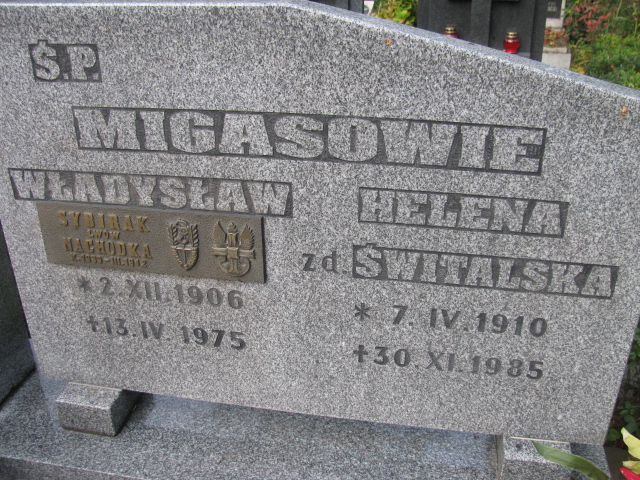 Ś.P.
MIGASOWIE
WŁADYSŁAW
SYBIRAK
LWÓW
NACHODKA
* 2. XII. 1906
† 13. IV. 1975
HELENA
zd. ŚWITALSKA
* 7. IV. 1910
† 30. XI. 1985